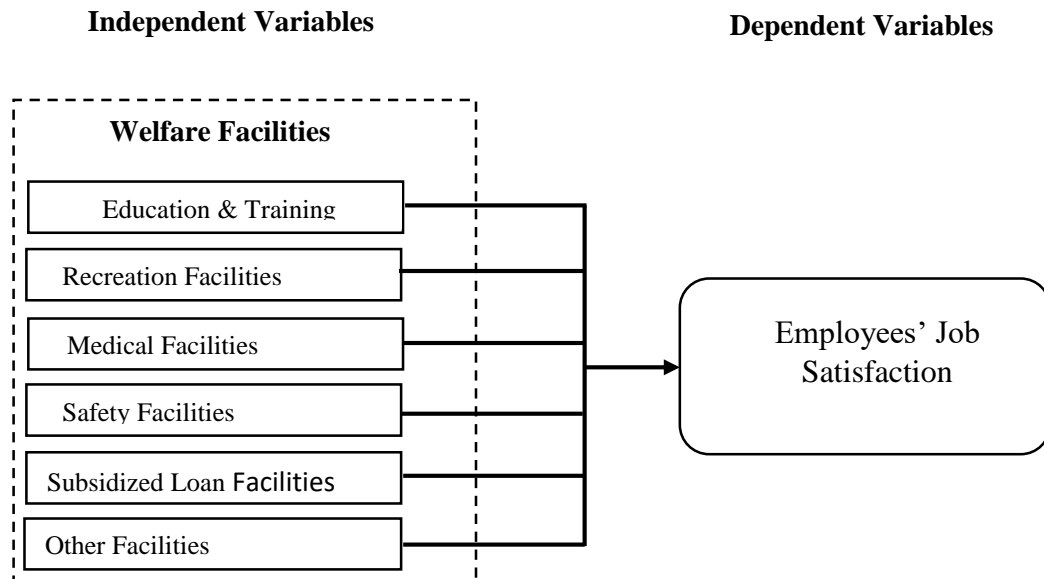 Independent Variables
Dependent Variables
Welfare Facilities
Education & Training
Recreation Facilities
Medical Facilities
Safety Facilities
Subsidized Loan Facilities
Other Facilities
Employees’ Job
Satisfaction